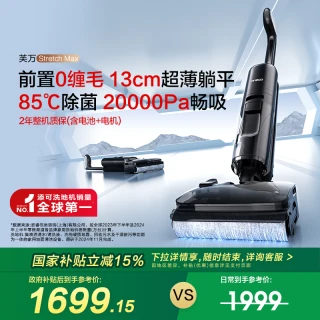 芙万 Stretch Max
前置0缠毛 13cm超薄躺平
85℃除菌 20000Pa畅吸
2年整机质保(含电池+电机)
1 添可洗地机销量
全球第一
国家补贴立减15%
下拉详情享，随时结束，详询客服
政府补贴后到手参考价
1699.15
VS
日常到手参考价
1999